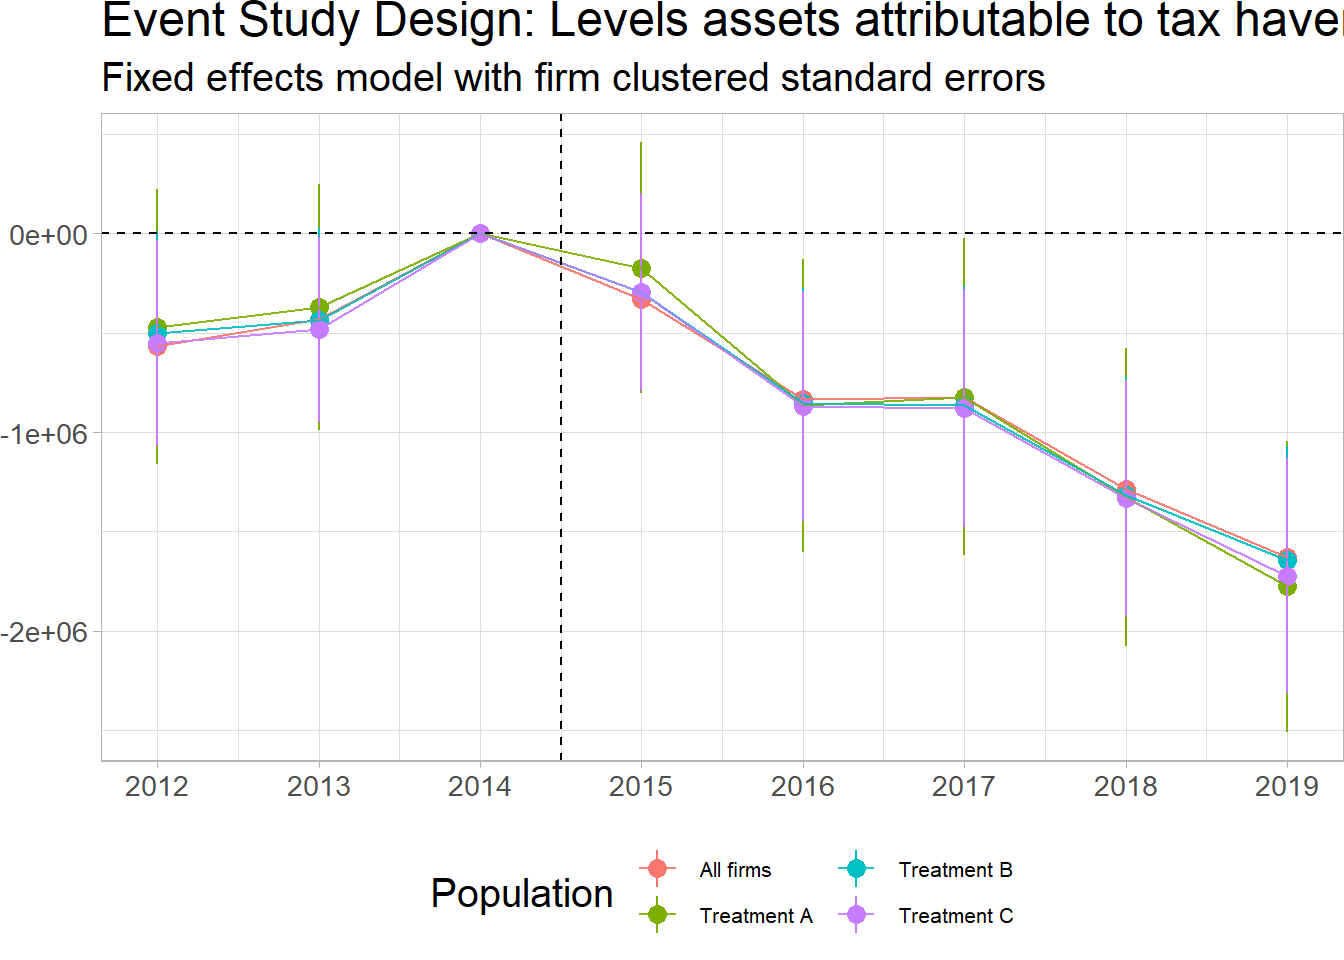 Event Study Design: Levels assets attributable to tax haven
Fixed effects model with firm clustered standard errors
0e+00
-1e+06
-2e+06
2012 2013 2014 2015 2016 2017 2018 2019
Population
All firms Treatment B
Treatment A Treatment C